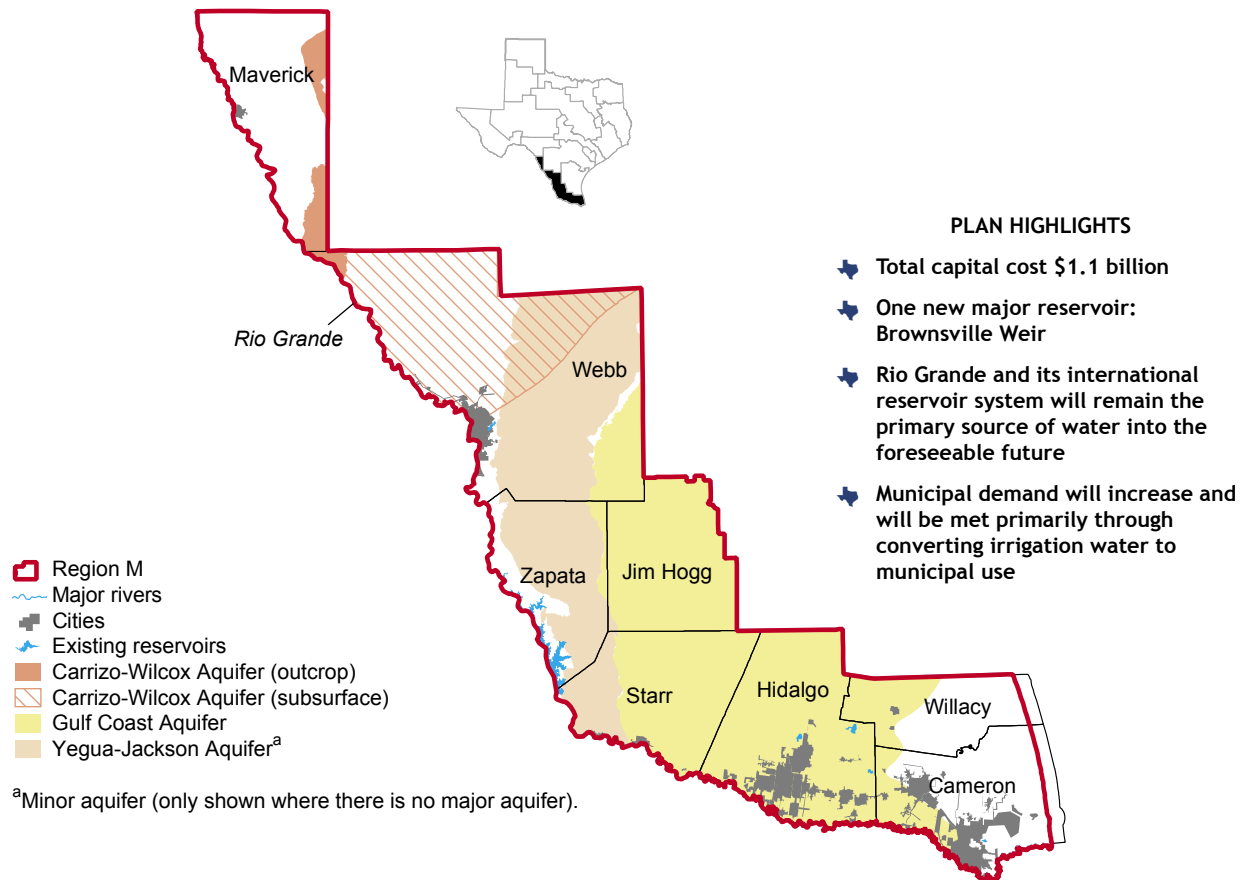 Maverick
Rio Grande
Webb
Zapata
Jim Hogg
Starr
Hidalgo
Willacy
Cameron
PLAN HIGHLIGHTS
Total capital cost $1.1 billion
One new major reservoir:
Brownsville Weir
Rio Grande and its international
reservoir system will remain the
primary source of water into the
foreseeable future
Municipal demand will increase and
will be met primarily through
converting irrigation water to
municipal use
Region M
Major rivers
Cities
Existing reservoirs
Carrizo-Wilcox Aquifer (outcrop)
Carrizo-Wilcox Aquifer (subsurface)
Gulf Coast Aquifer
Yegua-Jackson Aquiferᵃ
ᵃMinor aquifer (only shown where there is no major aquifer).